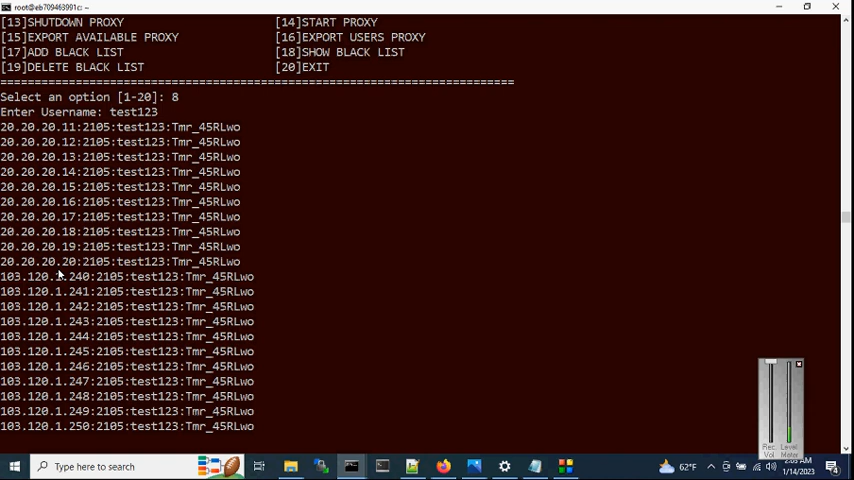 root@eb709463991c: ~
[13]SHUTDOWN PROXY [14]START PROXY
[15]EXPORT AVAILABLE PROXY [16]EXPORT USERS PROXY
[17]ADD BLACK LIST [18]SHOW BLACK LIST
[19]DELETE BLACK LIST [20]EXIT
==============================================================================
Select an option [1-20]: 8
Enter Username: test123
20.20.20.11:2105:test123:Tmr_45RLwo
20.20.20.12:2105:test123:Tmr_45RLwo
20.20.20.13:2105:test123:Tmr_45RLwo
20.20.20.14:2105:test123:Tmr_45RLwo
20.20.20.15:2105:test123:Tmr_45RLwo
20.20.20.16:2105:test123:Tmr_45RLwo
20.20.20.17:2105:test123:Tmr_45RLwo
20.20.20.18:2105:test123:Tmr_45RLwo
20.20.20.19:2105:test123:Tmr_45RLwo
20.20.20.20:2105:test123:Tmr_45RLwo
103.120.1.240:2105:test123:Tmr_45RLwo
103.120.1.241:2105:test123:Tmr_45RLwo
103.120.1.242:2105:test123:Tmr_45RLwo
103.120.1.243:2105:test123:Tmr_45RLwo
103.120.1.244:2105:test123:Tmr_45RLwo
103.120.1.245:2105:test123:Tmr_45RLwo
103.120.1.246:2105:test123:Tmr_45RLwo
103.120.1.247:2105:test123:Tmr_45RLwo
103.120.1.248:2105:test123:Tmr_45RLwo
103.120.1.249:2105:test123:Tmr_45RLwo
103.120.1.250:2105:test123:Tmr_45RLwo
Rec. Level
Vol Meter
Type here to search
62°F
1/14/2023
4